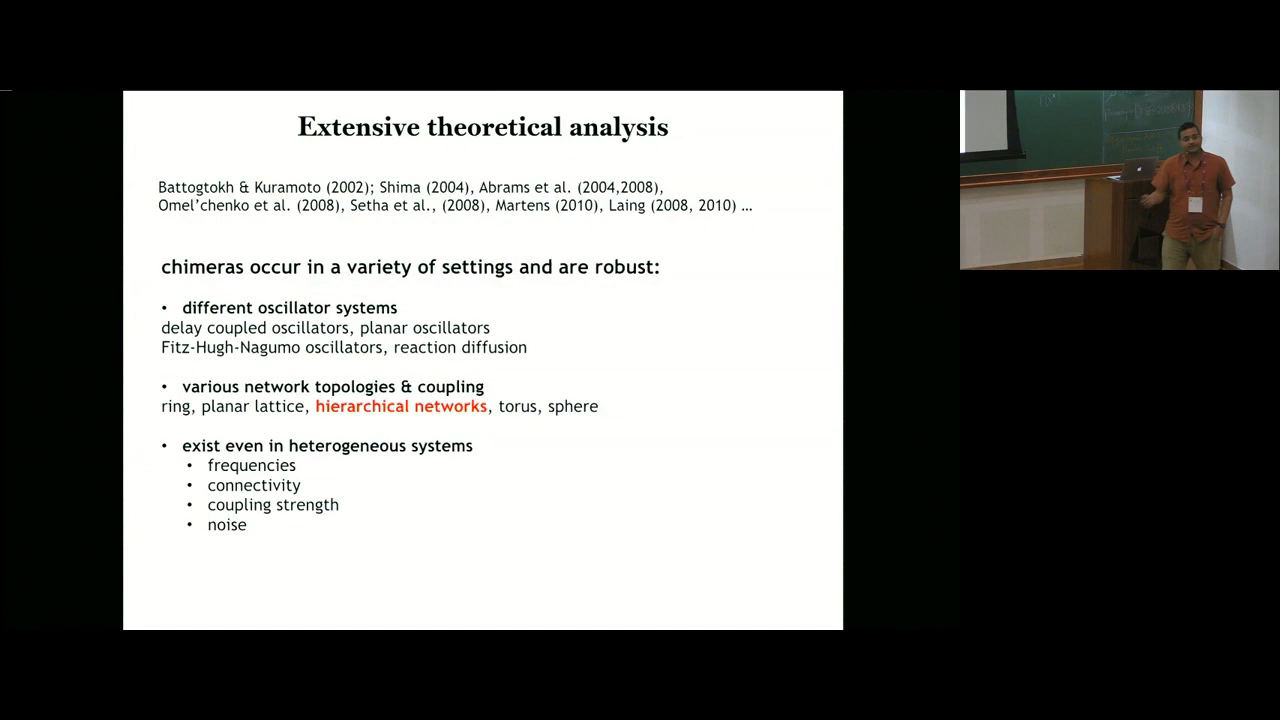 Extensive theoretical analysis
Battogtokh & Kuramoto (2002); Shima (2004), Abrams et al. (2004,2008),
Omel'chenko et al. (2008), Setha et al., (2008), Martens (2010), Laing (2008, 2010) ...
chimeras occur in a variety of settings and are robust:
• different oscillator systems
delay coupled oscillators, planar oscillators
Fitz-Hugh-Nagumo oscillators, reaction diffusion
• various network topologies & coupling
ring, planar lattice, hierarchical networks, torus, sphere
• exist even in heterogeneous systems
• frequencies
• connectivity
• coupling strength
• noise